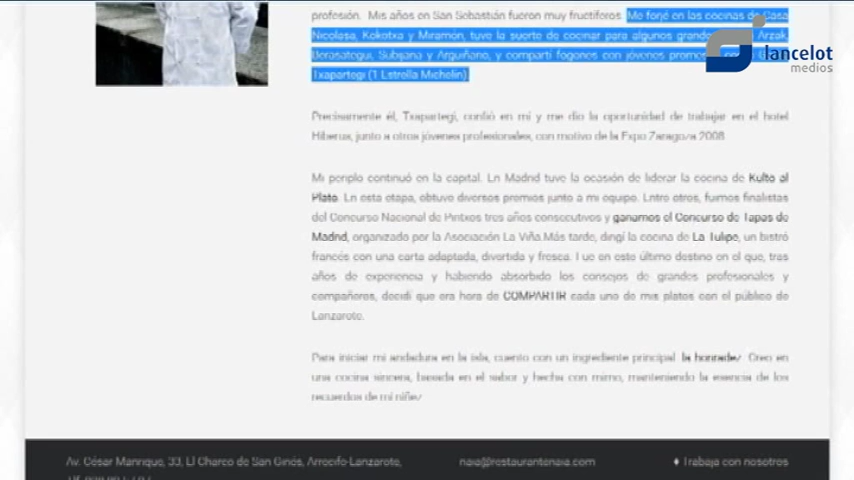 profesión. Mis años en San Sebastián fueron muy fructíferos. Me forjé en las cocinas de Casa
Nicolasa, Kokotxa y Miramón, tuve la suerte de cocinar para algunos grandes Arzak,
Berasategui, Subijana y Arguiñano, y compartí fogones con jóvenes
Txapartegi (1 Estrella Michelin).
lancelot
medios
Precisamente él, Txapartegi, confió en mí y me dio la oportunidad de trabajar en el hotel
Hiberus, junto a otros jóvenes profesionales, con motivo de la Expo Zaragoza 2008
Mi periplo continuó en la capital. En Madrid tuve la ocasión de liderar la cocina de Kulto al
Plato. En esta etapa, obtuve diversos premios junto a mi equipo. Entre otros, fuimos finalistas
del Concurso Nacional de Pintxos tres años consecutivos y ganamos el Concurso de Tapas de
Madrid, organizado por la Asociación La Viña.Más tarde, dirigí la cocina de La Tulipe, un bistró
francés con una carta adaptada, divertida y fresca. Fue en este último destino en el que, tras
años de experiencia y habiendo absorbido los consejos de grandes profesionales y
compañeros, decidí que era hora de COMPARTIR cada uno de mis platos con el público de
Lanzarote.
Para iniciar mi andadura en la isla, cuento con un ingrediente principal: la honradez. Creo en
una cocina sincera, basada en el sabor y hecha con mimo, manteniendo la esencia de los
recuerdos de mi niñez
Av. César Manrique, 33, El Charco de San Ginés, Arrecife-Lanzarote,
naia@restaurantenaia.com
♦ Trabaja con nosotros